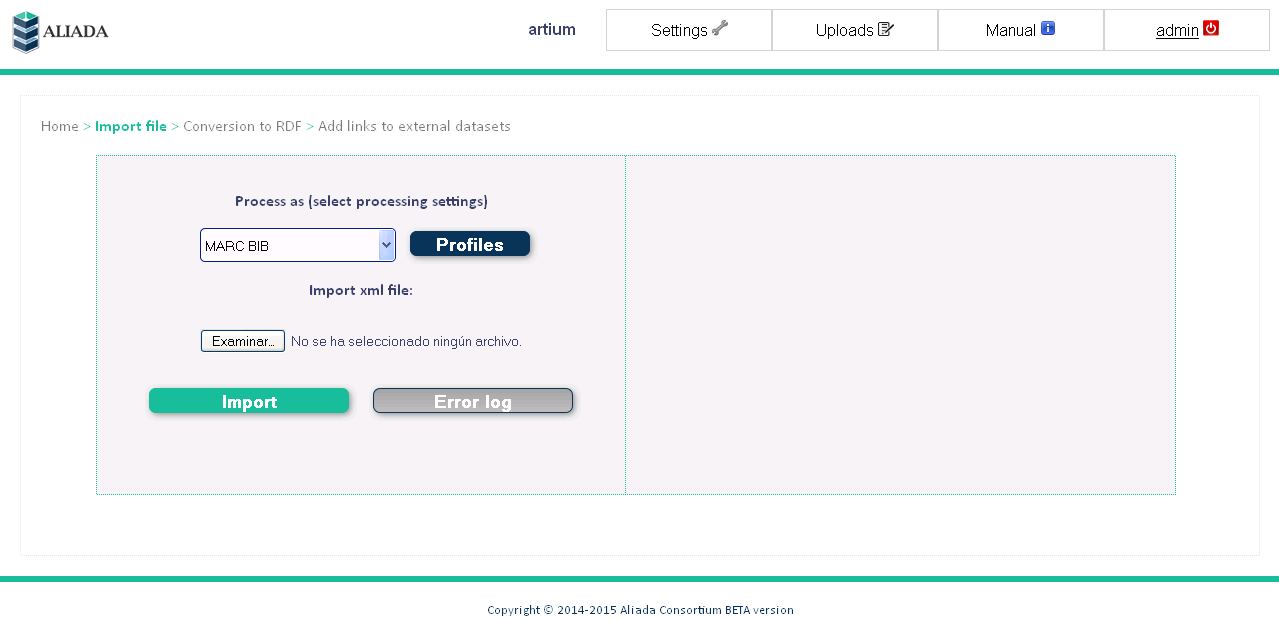 ALIADA
artium
Settings
Uploads
Manual
admin
Home > Import file > Conversion to RDF > Add links to external datasets
Process as (select processing settings)
MARC BIB
Profiles
Import xml file:
Examinar... No se ha seleccionado ningún archivo.
Import
Error log
Copyright © 2014-2015 Aliada Consortium BETA version